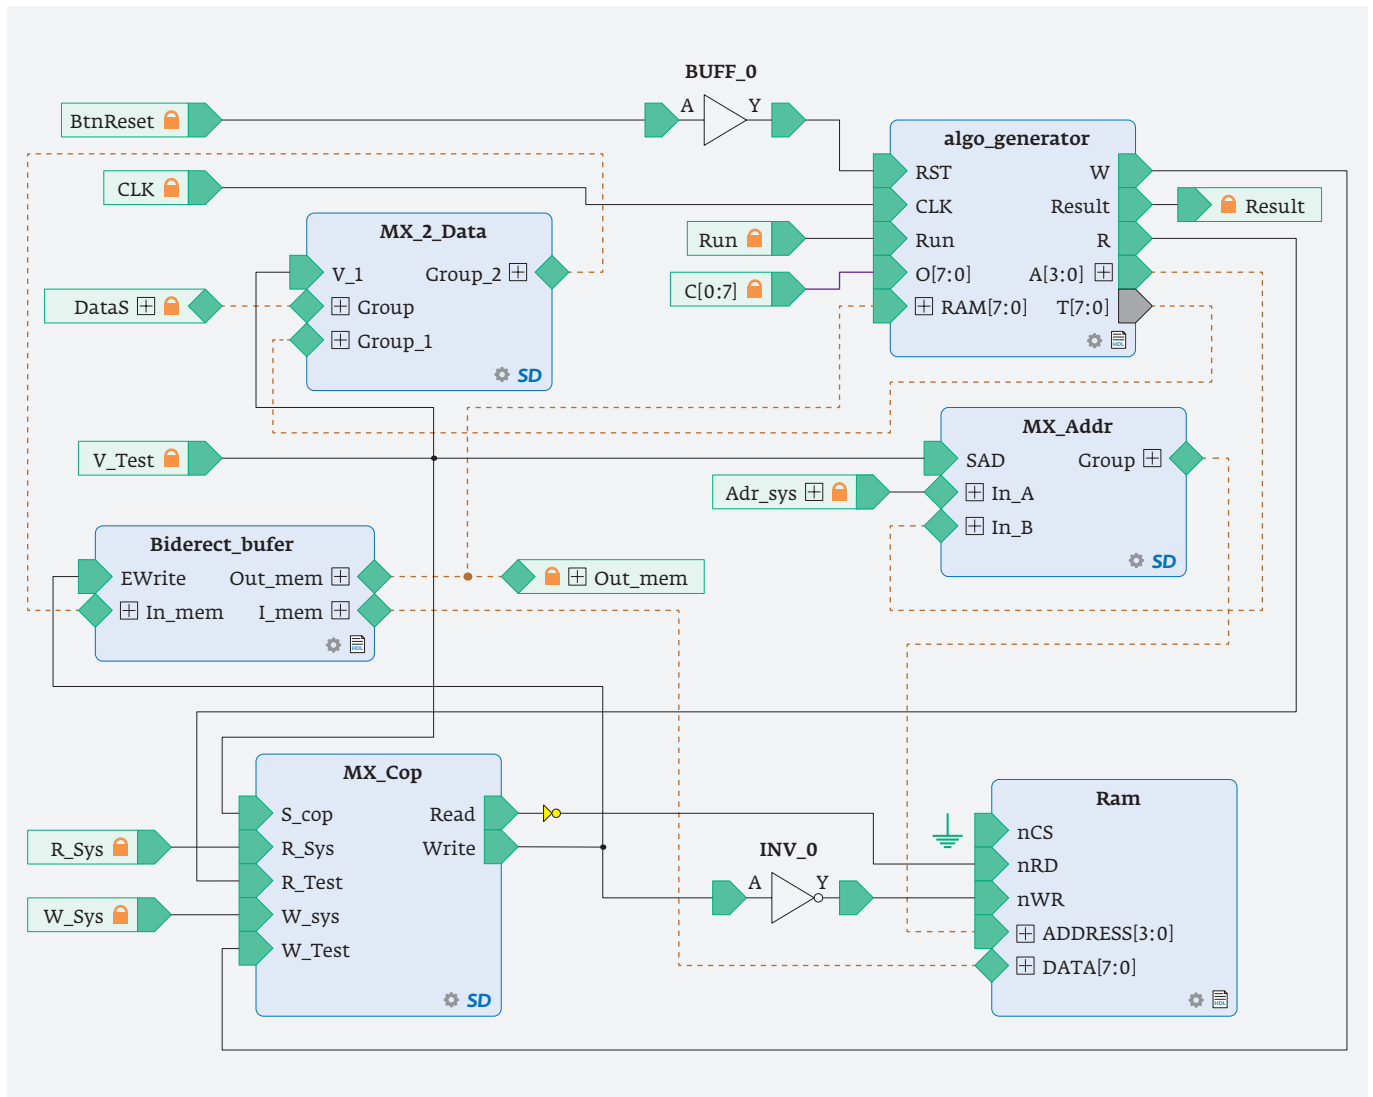 BUFF_0
BtnReset
A
Y
algo_generator
RST
W
CLK
CLK
Result
Result
Run
Run
R
C[0:7]
O[7:0]
A[3:0]
RAM[7:0]
T[7:0]
HDL
MX_2_Data
V_1
Group_2
DataS
Group
Group_1
SD
MX_Addr
V_Test
SAD
Group
Adr_sys
In_A
In_B
SD
Biderect_bufer
EWrite
Out_mem
Out_mem
In_mem
I_mem
HDL
MX_Cop
S_cop
Read
R_Sys
R_Sys
Write
R_Test
W_Sys
W_sys
W_Test
SD
INV_0
A
Y
Ram
nCS
nRD
nWR
ADDRESS[3:0]
DATA[7:0]
HDL